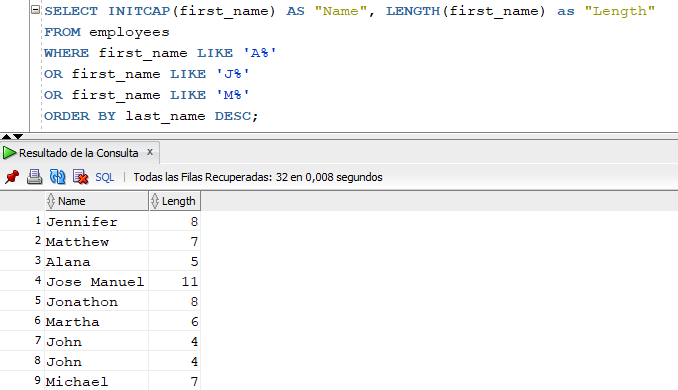 SELECT INITCAP(first_name) AS "Name", LENGTH(first_name) as "Length"
FROM employees
WHERE first_name LIKE 'A%'
OR first_name LIKE 'J%'
OR first_name LIKE 'M%'
ORDER BY last_name DESC;
Resultado de la Consulta x
SQL | Todas las Filas Recuperadas: 32 en 0,008 segundos
Name Length
1 Jennifer 8
2 Matthew 7
3 Alana 5
4 Jose Manuel 11
5 Jonathon 8
6 Martha 6
7 John 4
8 John 4
9 Michael 7